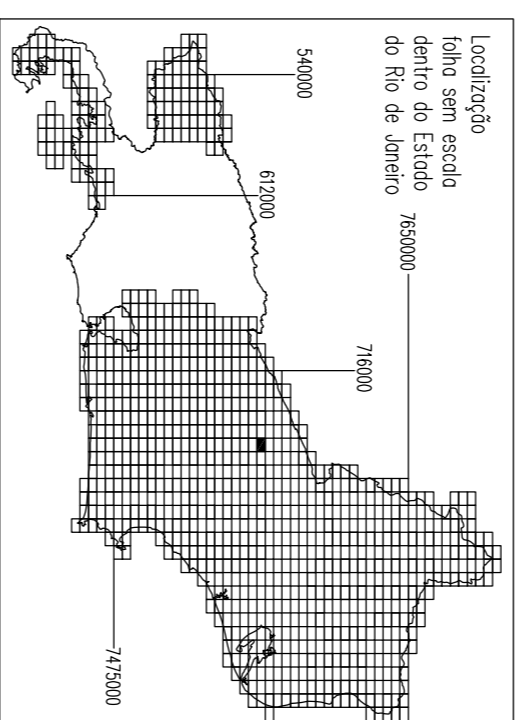 Localização
folha sem escala
dentro do Estado
do Rio de Janeiro
540000
612000
7650000
716000
7475000